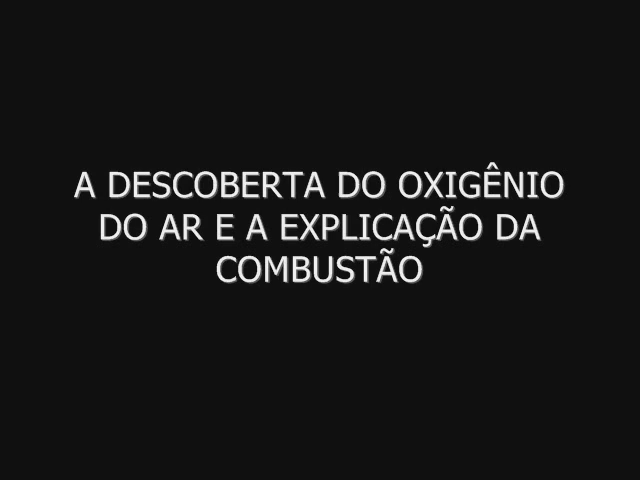 A DESCOBERTA DO OXIGÊNIO
DO AR E A EXPLICAÇÃO DA
COMBUSTÃO